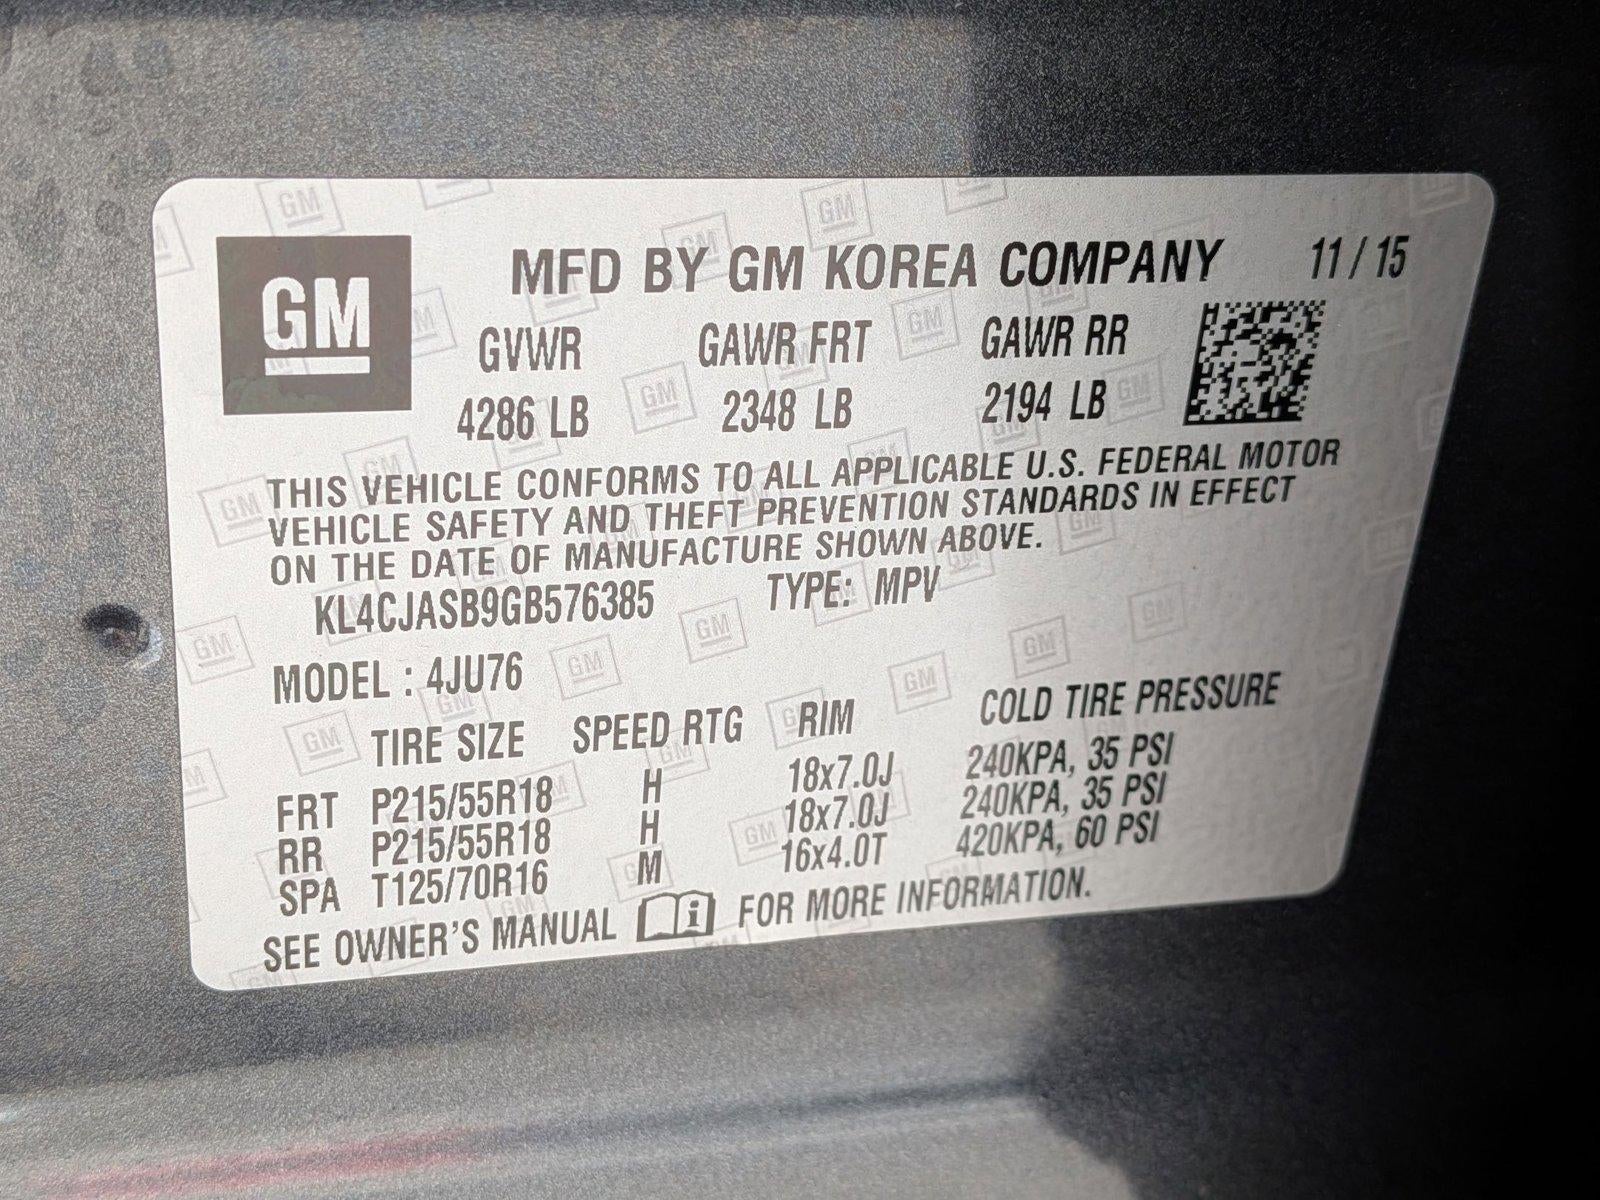 GM
MFD BY GM KOREA COMPANY 11 / 15
GVWR GAWR FRT GAWR RR
4286 LB 2348 LB 2194 LB
THIS VEHICLE CONFORMS TO ALL APPLICABLE U.S. FEDERAL MOTOR
VEHICLE SAFETY AND THEFT PREVENTION STANDARDS IN EFFECT
ON THE DATE OF MANUFACTURE SHOWN ABOVE.
KL4CJASB9GB576385 TYPE: MPV
MODEL : 4JU76
TIRE SIZE SPEED RTG RIM COLD TIRE PRESSURE
FRT P215/55R18 H 18x7.0J 240KPA, 35 PSI
RR P215/55R18 H 18x7.0J 240KPA, 35 PSI
SPA T125/70R16 M 16x4.0T 420KPA, 60 PSI
SEE OWNER'S MANUAL i FOR MORE INFORMATION.